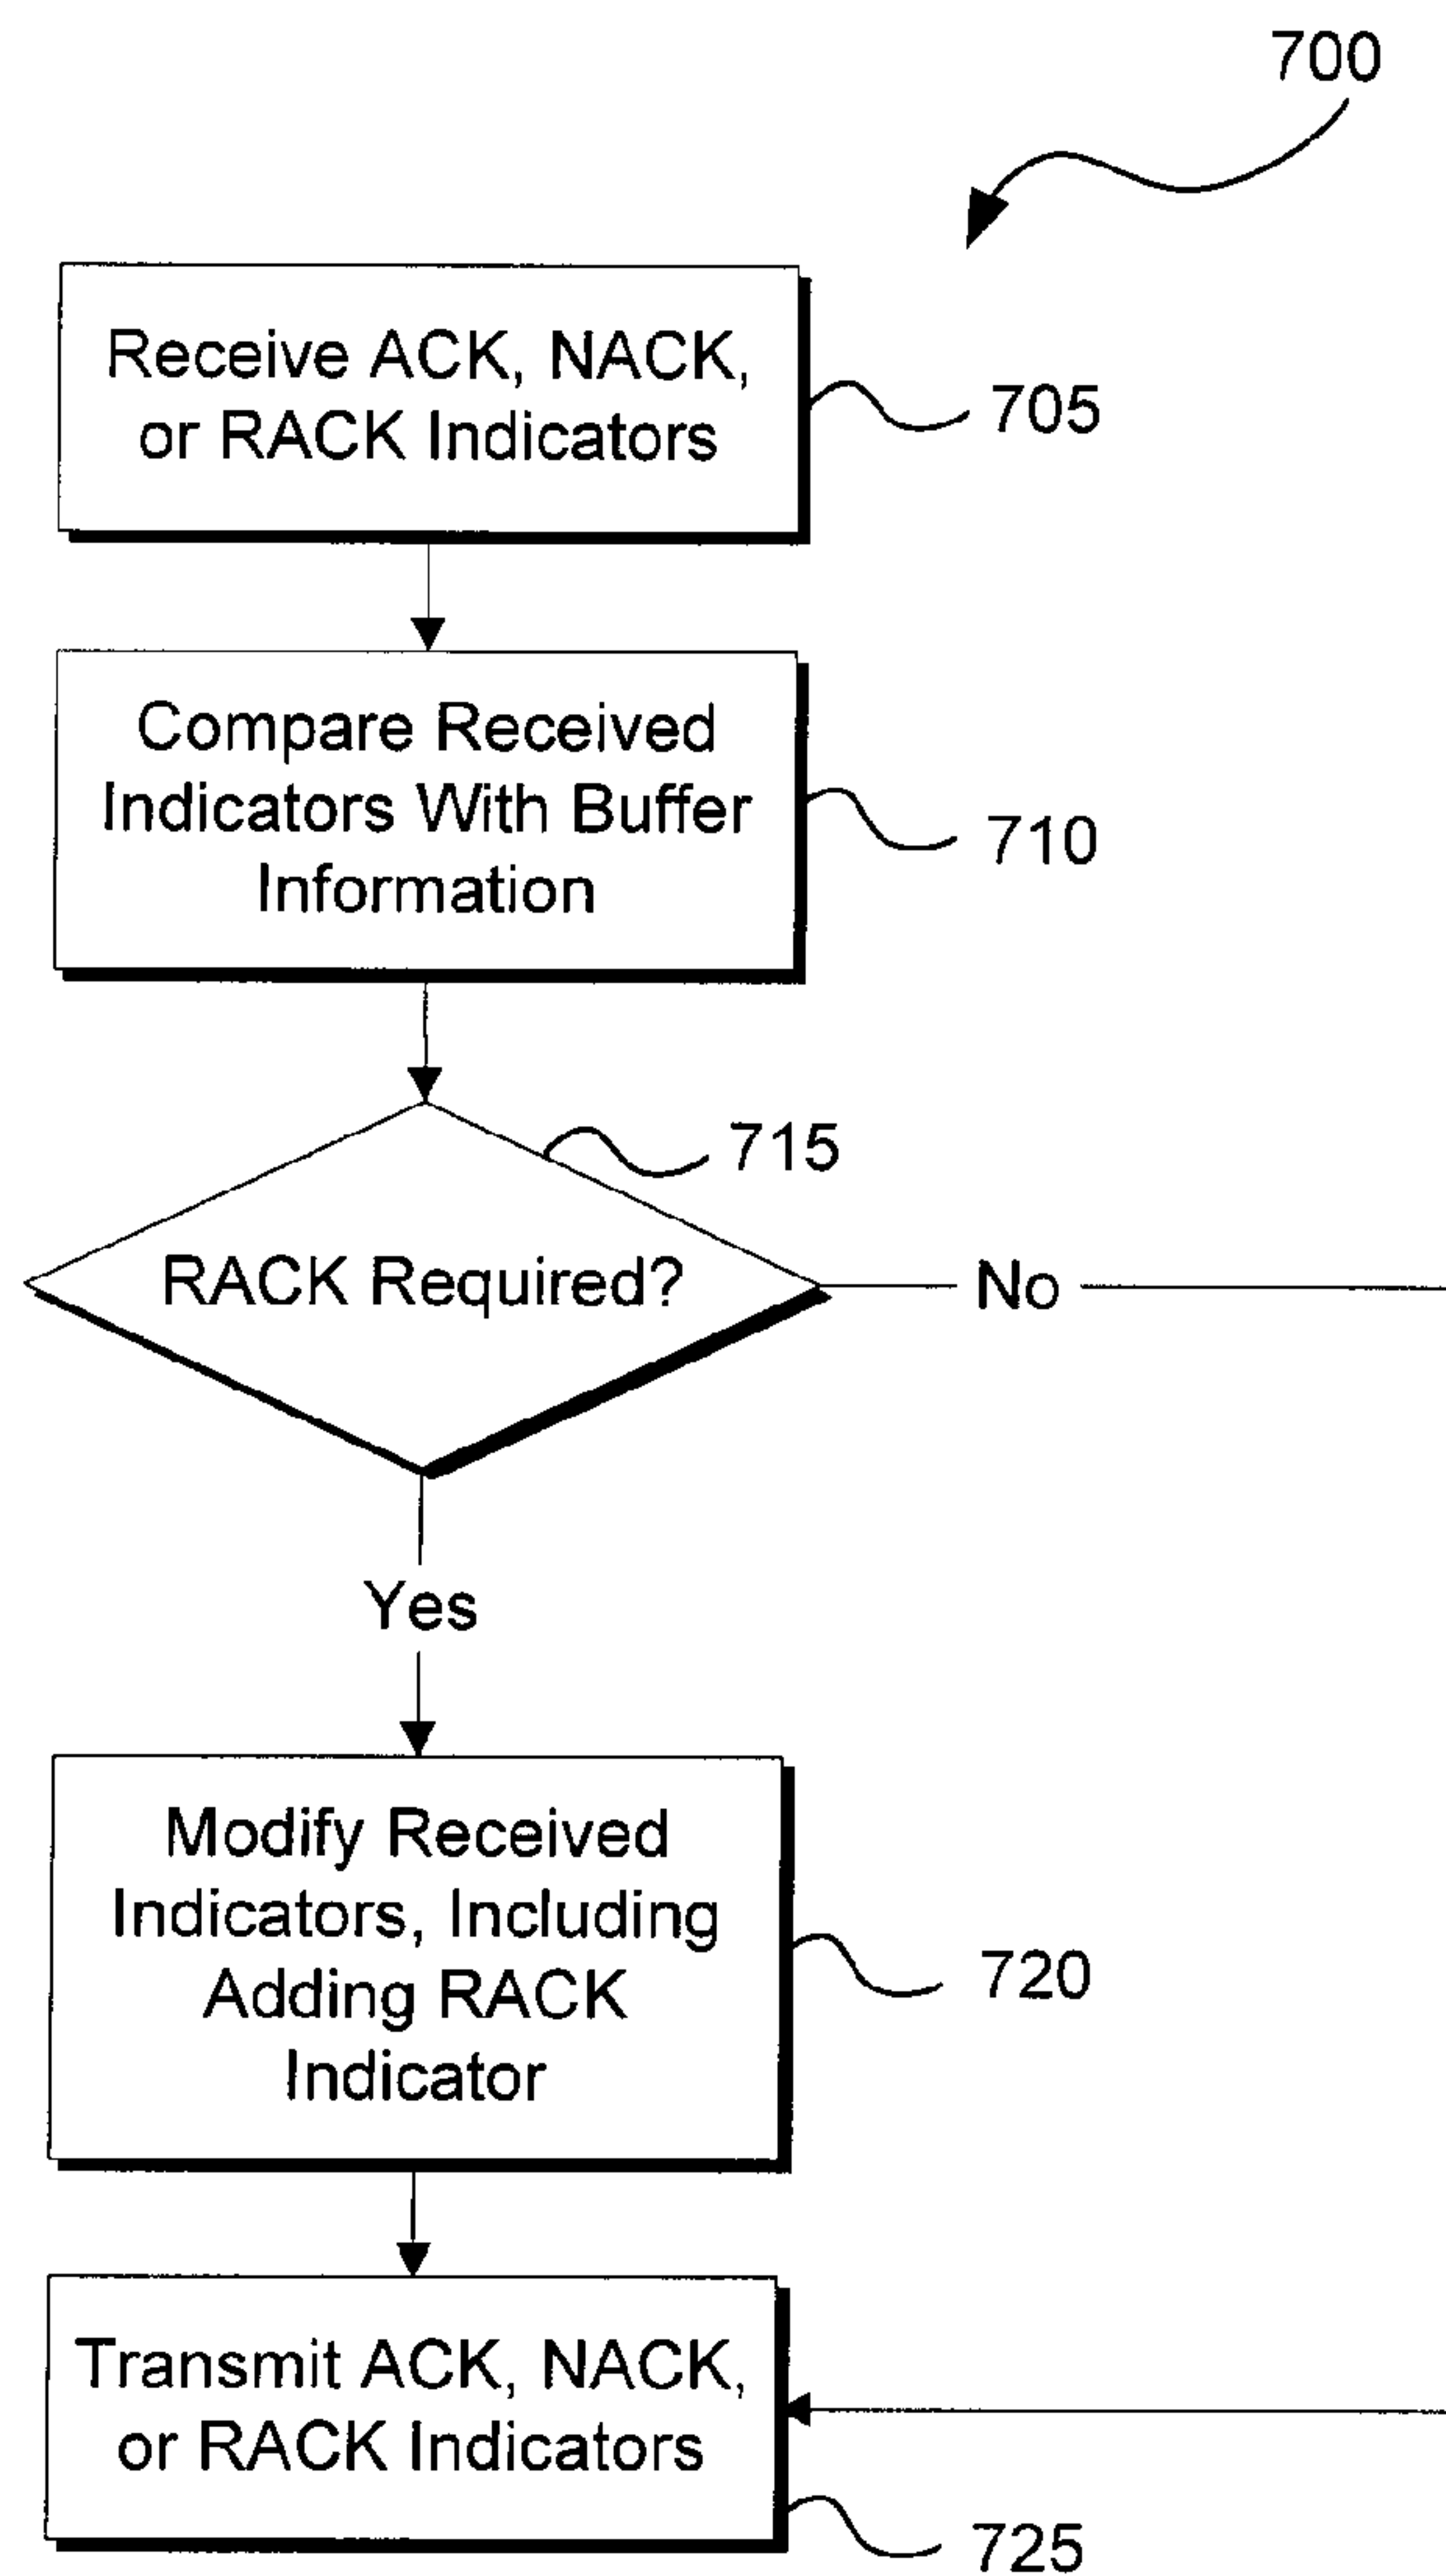 700
Receive ACK, NACK,
or RACK Indicators
705
Compare Received
Indicators With Buffer
Information
710
715
RACK Required?
No
Yes
Modify Received
Indicators, Including
Adding RACK
Indicator
720
Transmit ACK, NACK,
or RACK Indicators
725